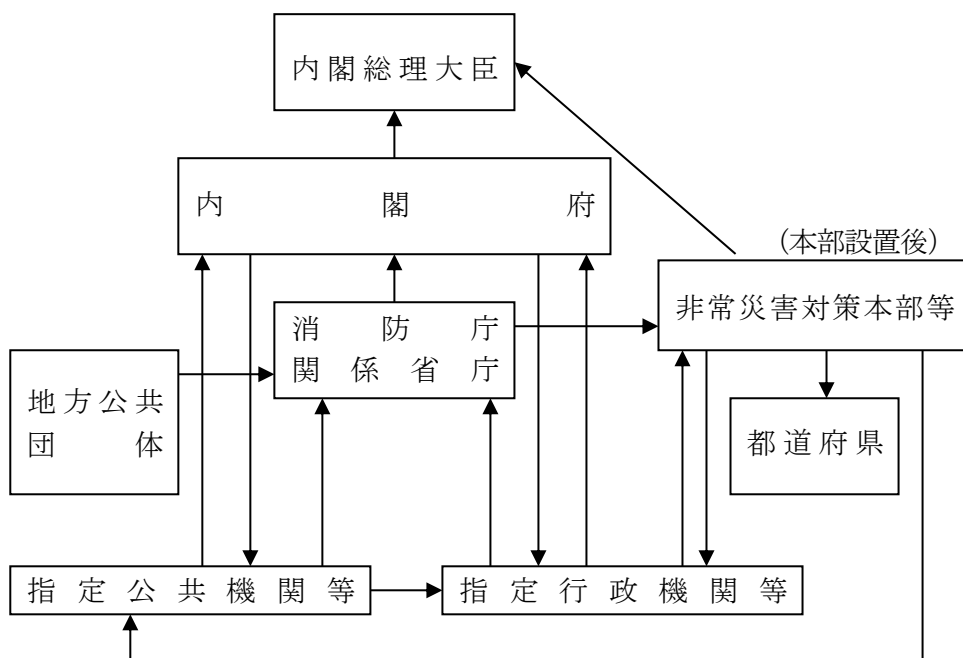 内閣総理大臣
内閣府
(本部設置後)
非常災害対策本部等
消防庁
関係省庁
地方公共
団体
都道府県
指定公共機関等
指定行政機関等